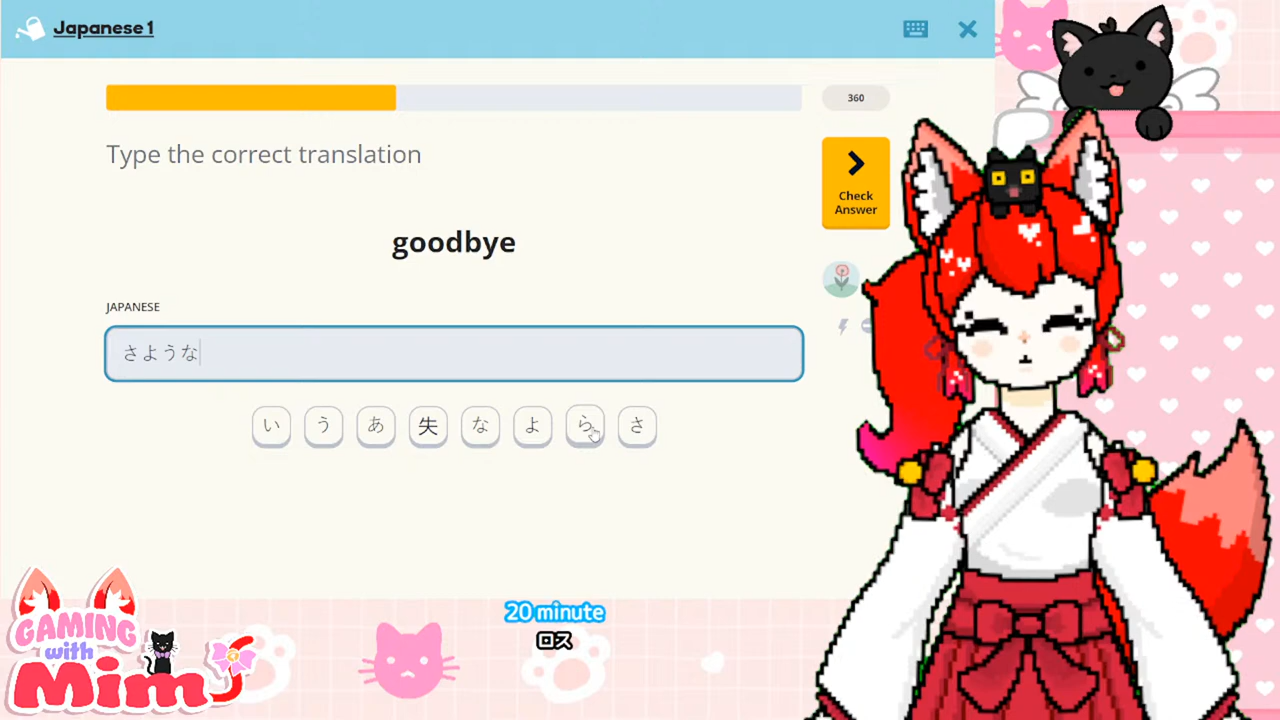 Japanese 1
360
Type the correct translation
Check
Answer
goodbye
JAPANESE
さような
い う あ 失 な よ ら さ
20 minute
ロス
GAMING
with
Mim